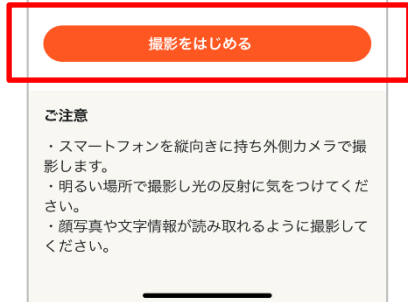 撮影をはじめる
ご注意
・スマートフォンを縦向きに持ち外側カメラで撮
影します。
・明るい場所で撮影し光の反射に気をつけてくだ
さい。
・顔写真や文字情報が読み取れるように撮影して
ください。